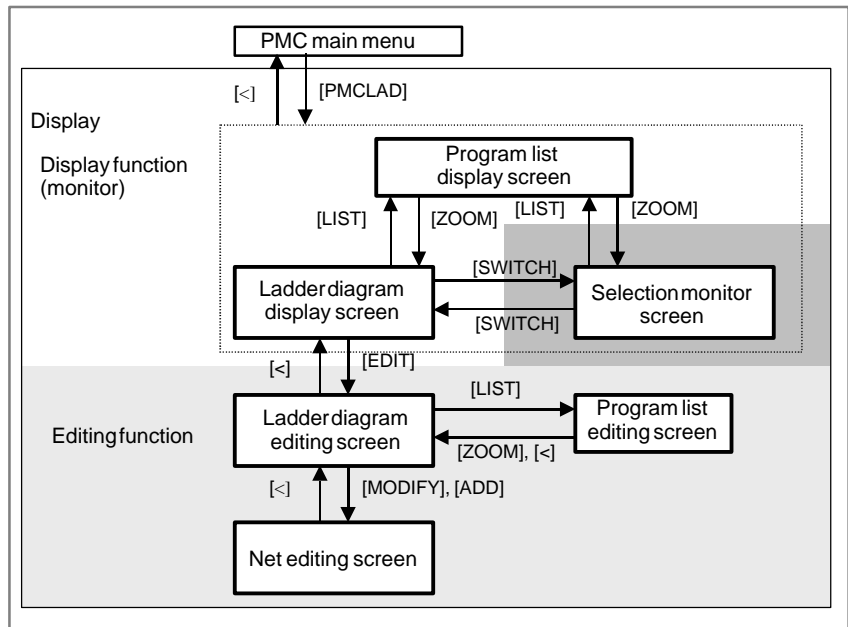 PMC main menu
[<]
[PMCLAD]
Display
Display function
(monitor)
Program list
display screen
[LIST]
[ZOOM]
[LIST]
[ZOOM]
Ladder diagram
display screen
[SWITCH]
[SWITCH]
Selection monitor
screen
[<]
[EDIT]
Editing function
Ladder diagram
editing screen
[LIST]
[ZOOM], [<]
Program list
editing screen
[<]
[MODIFY], [ADD]
Net editing screen